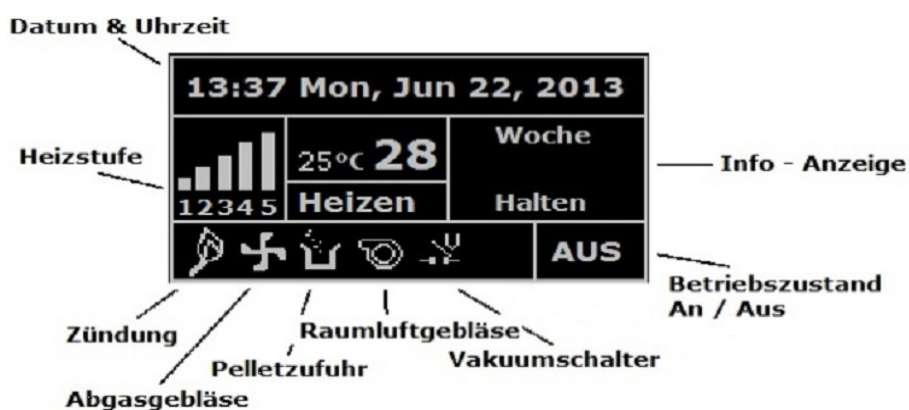 Datum & Uhrzeit
13:37 Mon, Jun 22, 2013
Heizstufe
25°C 28
Woche
Info - Anzeige
12345
Heizen
Halten
AUS
Betriebszustand
An / Aus
Zündung
Raumluftgebläse
Pelletzufuhr
Vakuumschalter
Abgasgebläse